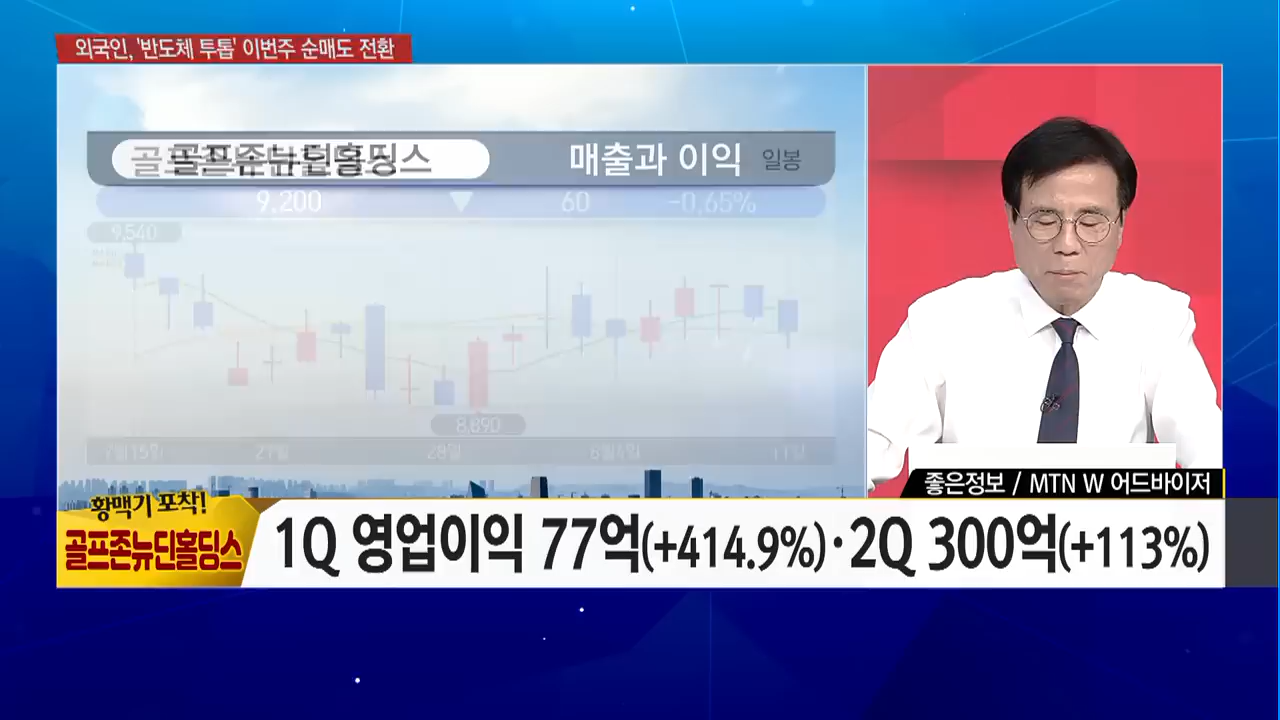 외국인, '반도체 투톱' 이번주 순매도 전환
골프존뉴딘홀딩스 매출과 이익 일봉
9,200 ▼ 60 -0.65%
9,540
8,890
28일
좋은정보 / MTN W 어드바이저
황맥기 포착!
골프존뉴딘홀딩스
1Q 영업이익 77억(+414.9%)·2Q 300억(+113%)